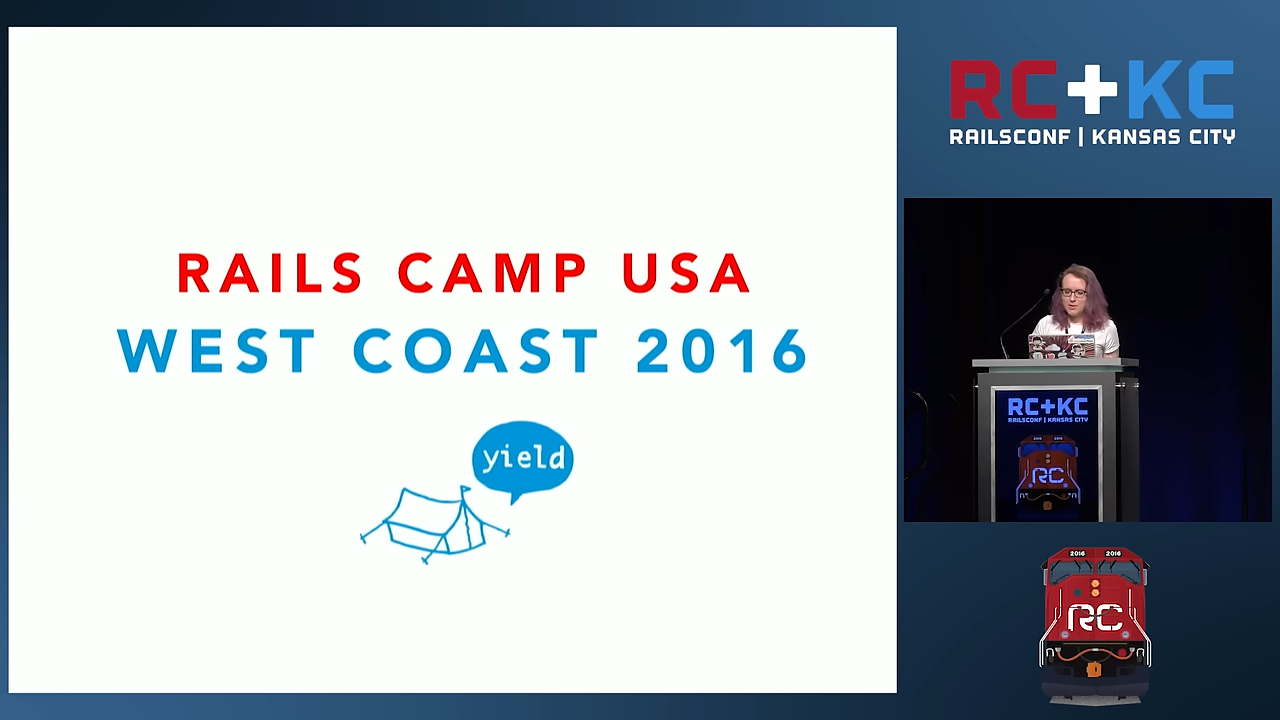 RAILS CAMP USA
WEST COAST 2016
yield
RC+KC
RAILSCONF | KANSAS CITY
RC+KC
RAILSCONF | KANSAS CITY
RC
2016 2016
RC